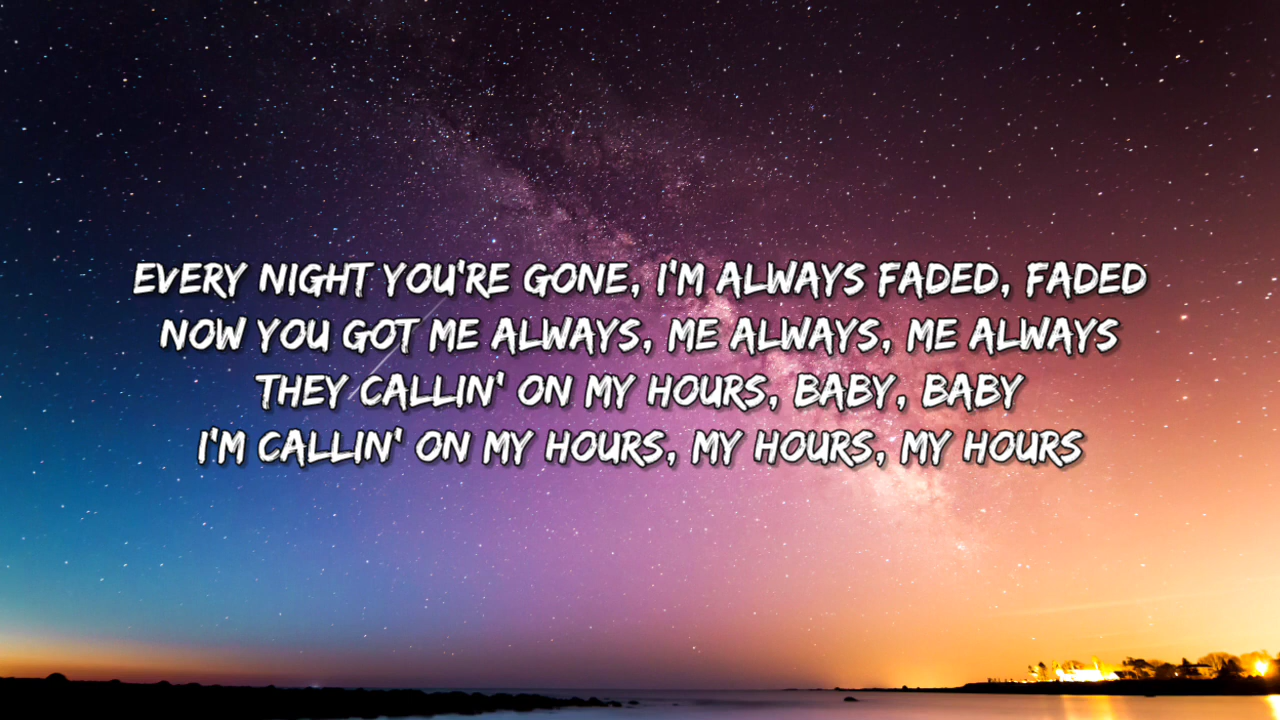 EVERY NIGHT YOU'RE GONE, I'M ALWAYS FADED, FADED
NOW YOU GOT ME ALWAYS, ME ALWAYS, ME ALWAYS
THEY CALLIN' ON MY HOURS, BABY, BABY
I'M CALLIN' ON MY HOURS, MY HOURS, MY HOURS